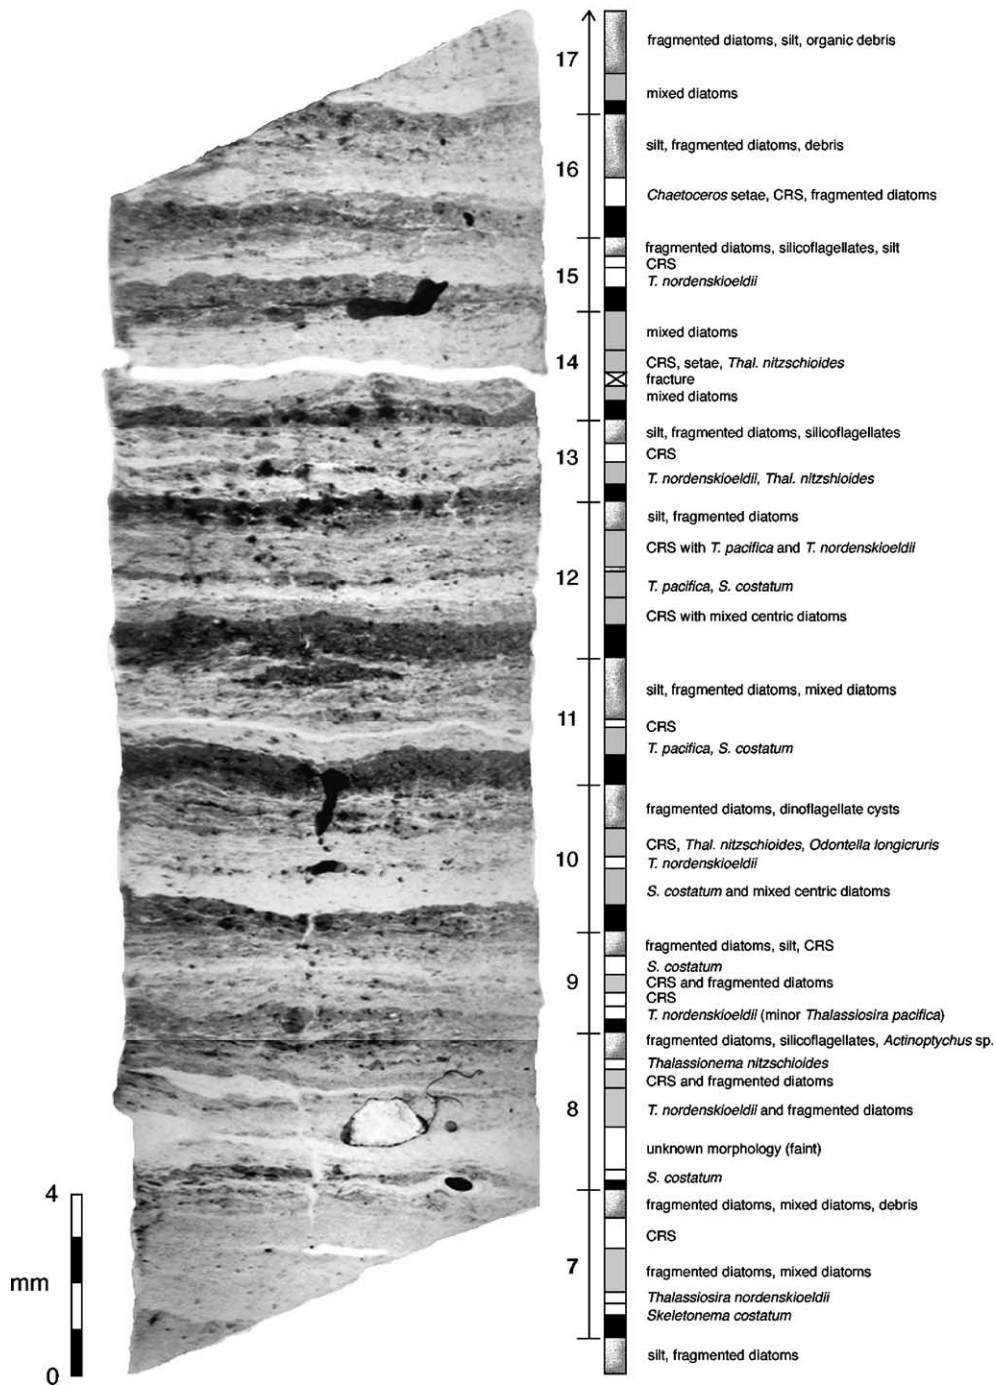 17
fragmented diatoms, silt, organic debris
mixed diatoms
16
silt, fragmented diatoms, debris
Chaetoceros setae, CRS, fragmented diatoms
15
fragmented diatoms, silicoflagellates, silt
CRS
T. nordenskioeldii
14
mixed diatoms
CRS, setae, Thal. nitzschioides
fracture
mixed diatoms
13
silt, fragmented diatoms, silicoflagellates
CRS
T. nordenskioeldii, Thal. nitzshloides
12
silt, fragmented diatoms
CRS with T. pacifica and T. nordenskioeldii
T. pacifica, S. costatum
CRS with mixed centric diatoms
11
silt, fragmented diatoms, mixed diatoms
CRS
T. pacifica, S. costatum
10
fragmented diatoms, dinoflagellate cysts
CRS, Thal. nitzschioides, Odontella longicruris
T. nordenskioeldii
S. costatum and mixed centric diatoms
9
fragmented diatoms, silt, CRS
S. costatum
CRS and fragmented diatoms
CRS
T. nordenskioeldii (minor Thalassiosira pacifica)
8
fragmented diatoms, silicoflagellates, Actinoptychus sp.
Thalassionema nitzschioides
CRS and fragmented diatoms
T. nordenskioeldii and fragmented diatoms
unknown morphology (faint)
S. costatum
7
fragmented diatoms, mixed diatoms, debris
CRS
fragmented diatoms, mixed diatoms
Thalassiosira nordenskioeldii
Skeletonema costatum
silt, fragmented diatoms
4
mm
0